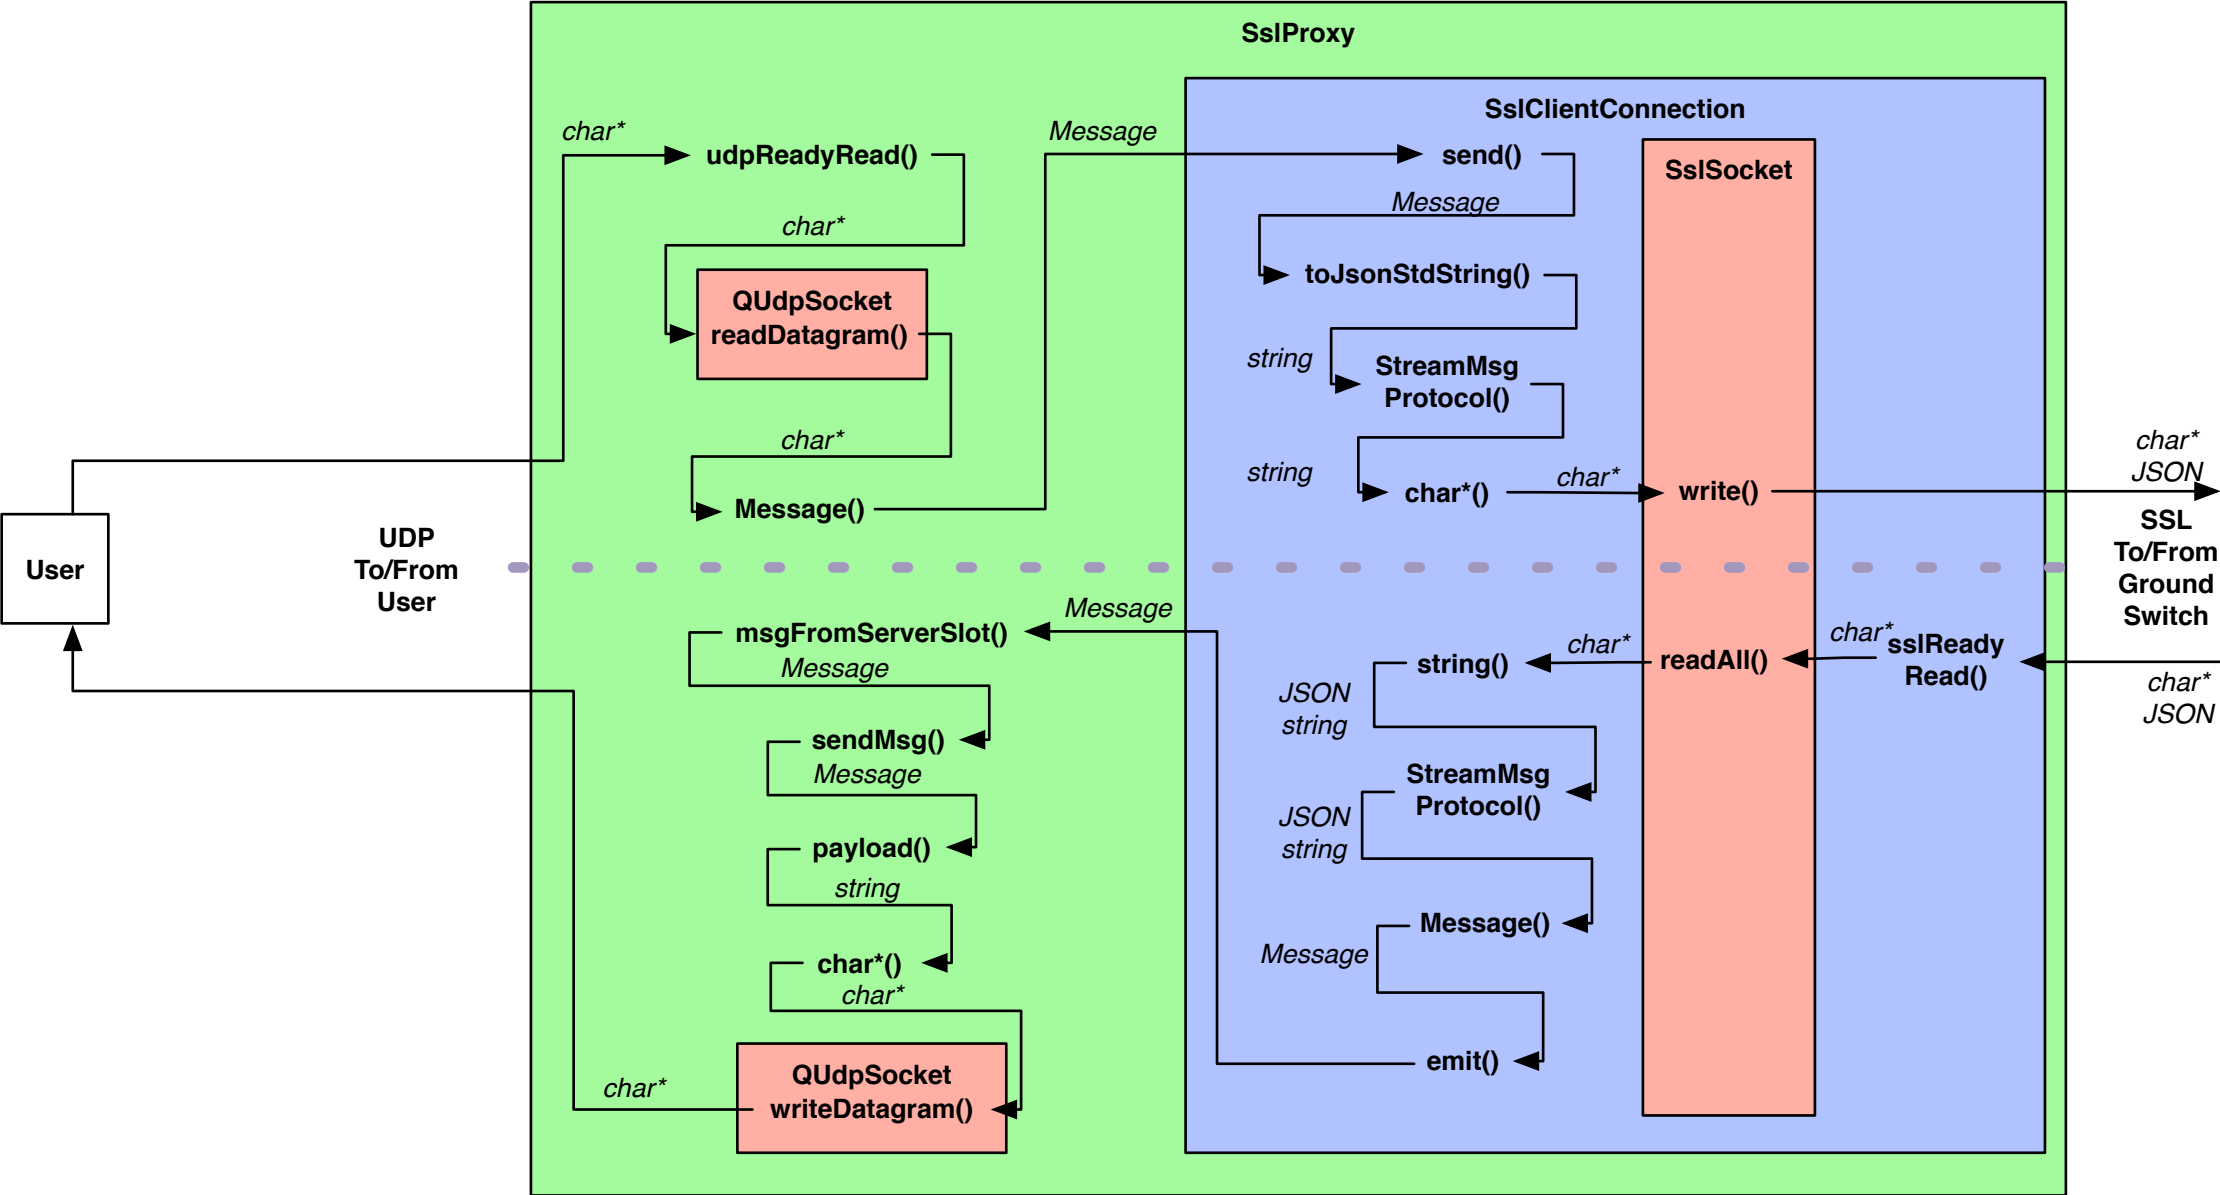 SslProxy
SslClientConnection
char*
udpReadyRead()
char*
QUdpSocket
readDatagram()
char*
Message()
Message
send()
Message
toJsonStdString()
string
StreamMsg
Protocol()
string
char*()
char*
SslSocket
write()
char*
JSON
User
UDP
To/From
User
SSL
To/From
Ground
Switch
char*
JSON
sslReady
Read()
char*
readAll()
char*
string()
JSON
string
StreamMsg
Protocol()
JSON
string
Message()
Message
emit()
Message
msgFromServerSlot()
Message
sendMsg()
Message
payload()
string
char*()
char*
QUdpSocket
writeDatagram()
char*